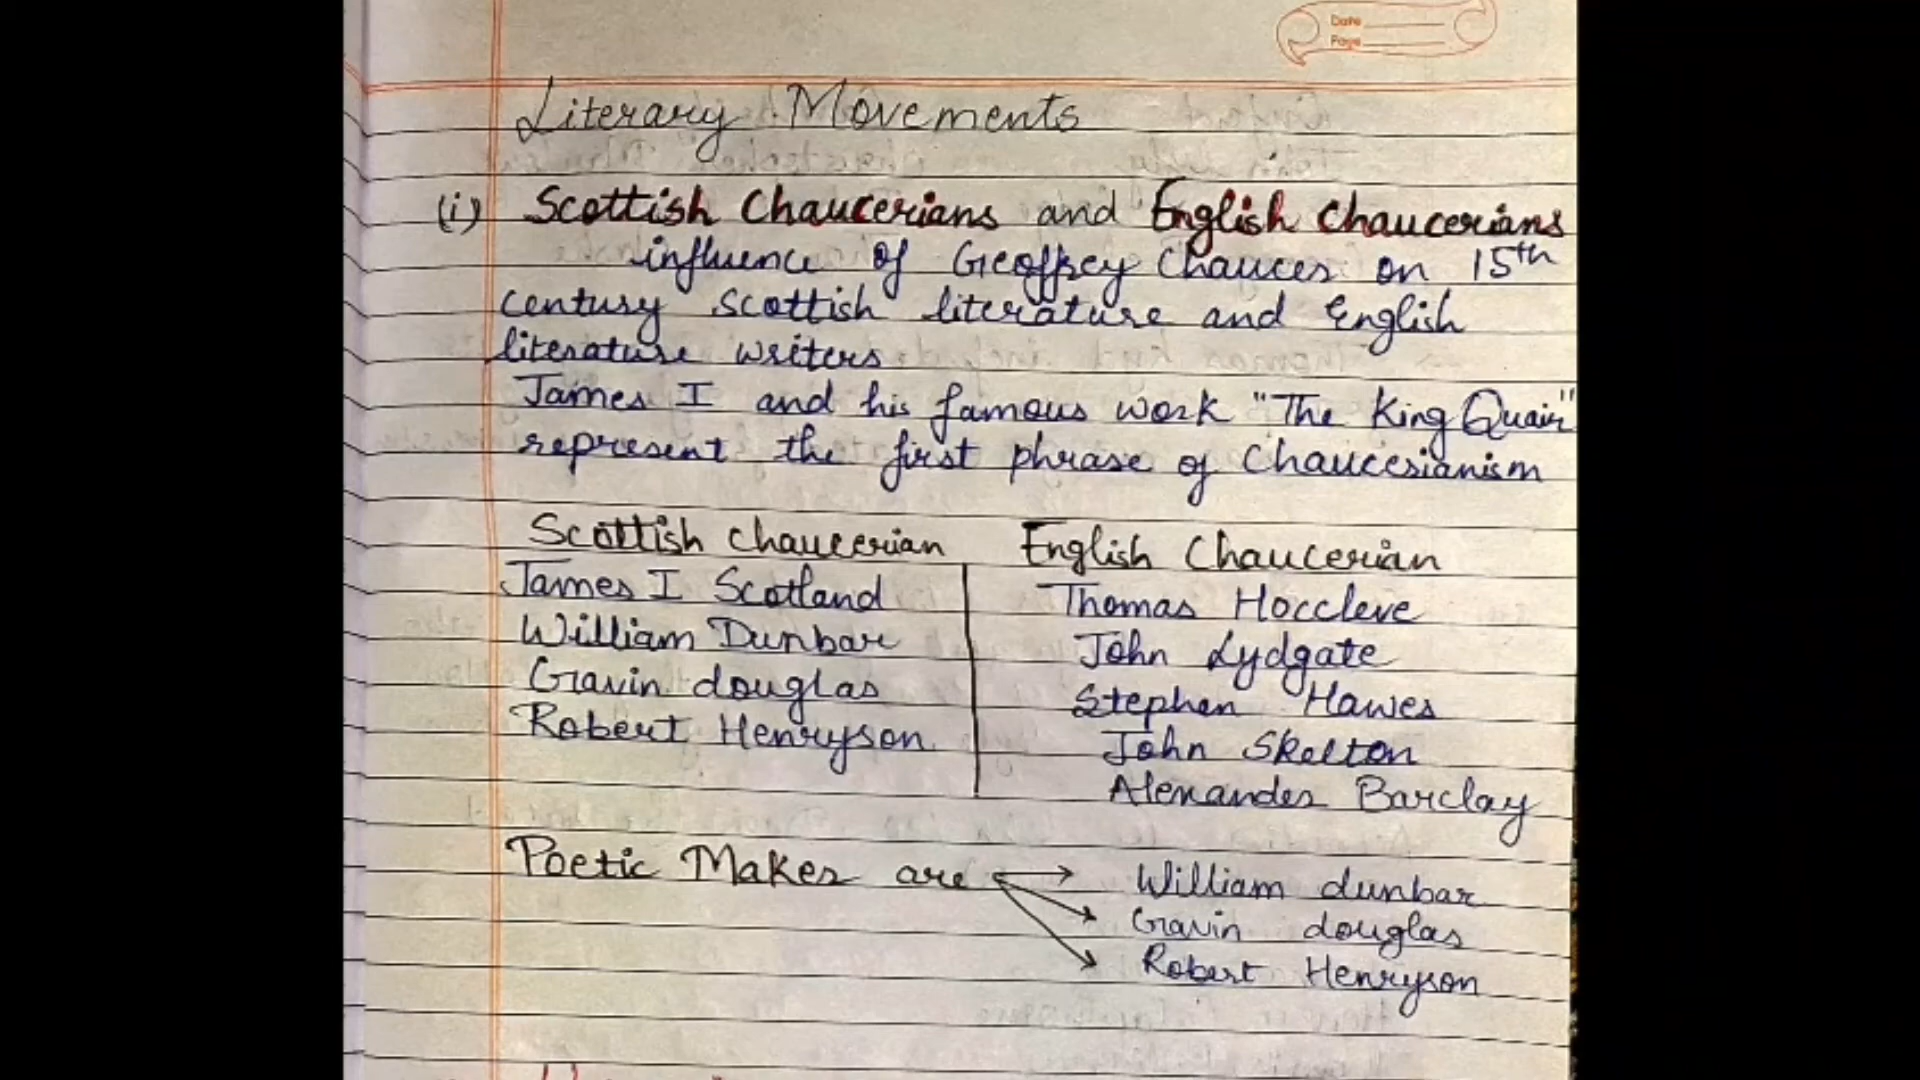 Date
Page
Literary Movements
(i) Scottish Chaucerians and English Chaucerians
influence of Geoffrey Chaucer on 15th
century Scottish literature and English
literature writers
James I and his famous work "The King Quair"
represent the first phrase of Chaucerianism
Scottish chaucerian English Chaucerian
James I Scotland Thomas Hoccleve
William Dunbar John Lydgate
Gravin douglas Stephen Hawes
Robert Henryson John Skelton
Alexander Barclay
Poetic Maker are → William dunbar
Gravin douglas
Robert Henryson